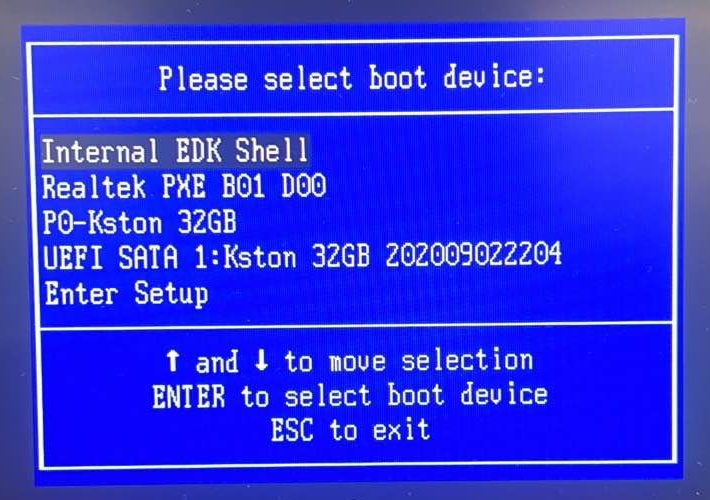 Please select boot device:
Internal EDK Shell
Realtek PXE B01 D00
P0-Kston 32GB
UEFI SATA 1:Kston 32GB 202009022204
Enter Setup
↑ and ↓ to move selection
ENTER to select boot device
ESC to exit